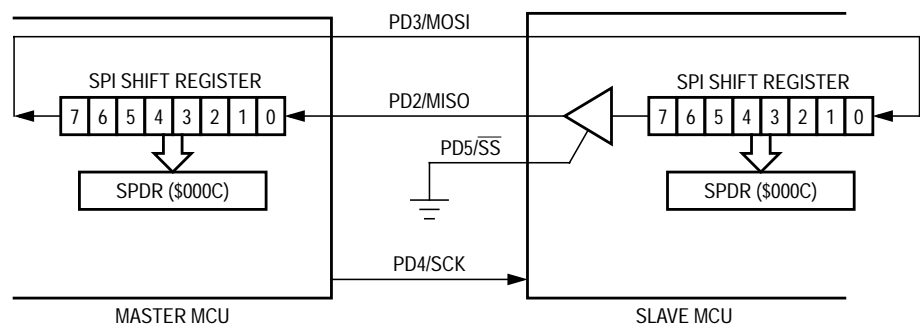 PD3/MOSI
SPI SHIFT REGISTER
7 6 5 4 3 2 1 0
SPDR ($000C)
PD2/MISO
PD5/S̅S̅
PD4/SCK
SPI SHIFT REGISTER
7 6 5 4 3 2 1 0
SPDR ($000C)
MASTER MCU
SLAVE MCU